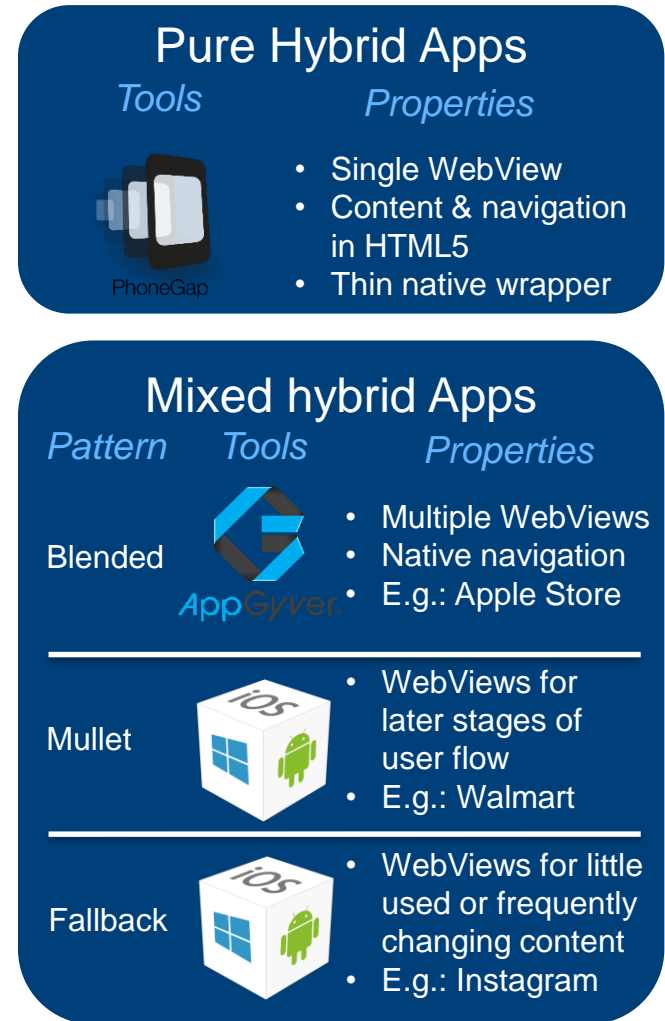 Pure Hybrid Apps
Tools Properties
PhoneGap
• Single WebView
• Content & navigation
in HTML5
• Thin native wrapper
Mixed hybrid Apps
Pattern Tools Properties
Blended
AppGyver.
• Multiple WebViews
• Native navigation
• E.g.: Apple Store
Mullet
iOS
• WebViews for
later stages of
user flow
• E.g.: Walmart
Fallback
iOS
• WebViews for little
used or frequently
changing content
• E.g.: Instagram